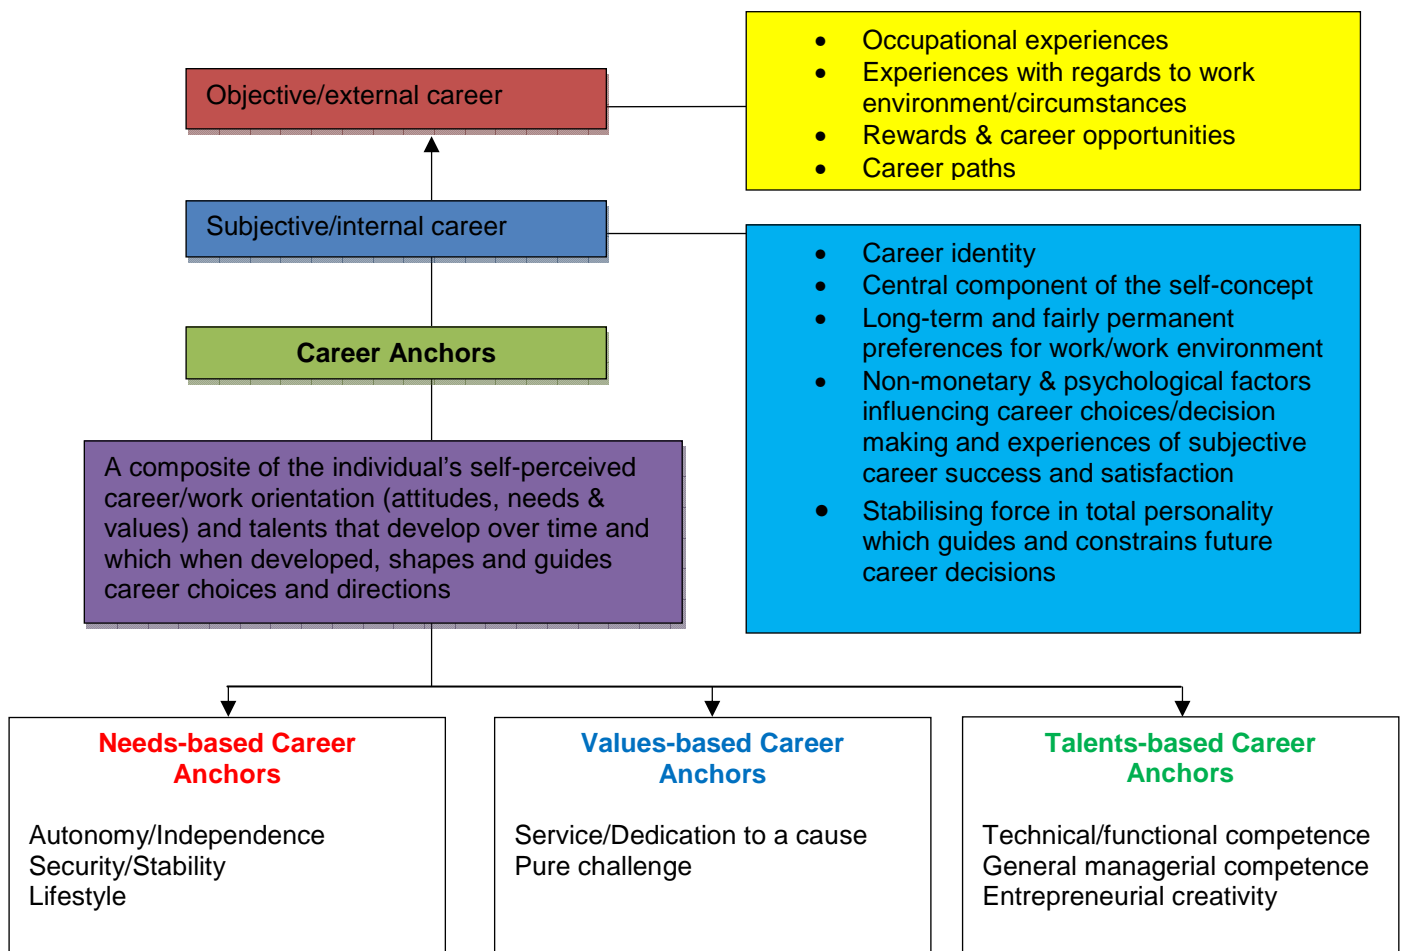 Objective/external career
• Occupational experiences
• Experiences with regards to work
environment/circumstances
• Rewards & career opportunities
• Career paths
Subjective/internal career
• Career identity
• Central component of the self-concept
• Long-term and fairly permanent
preferences for work/work environment
• Non-monetary & psychological factors
influencing career choices/decision
making and experiences of subjective
career success and satisfaction
• Stabilising force in total personality
which guides and constrains future
career decisions
Career Anchors
A composite of the individual’s self-perceived
career/work orientation (attitudes, needs &
values) and talents that develop over time and
which when developed, shapes and guides
career choices and directions
Needs-based Career
Anchors
Autonomy/Independence
Security/Stability
Lifestyle
Values-based Career
Anchors
Service/Dedication to a cause
Pure challenge
Talents-based Career
Anchors
Technical/functional competence
General managerial competence
Entrepreneurial creativity